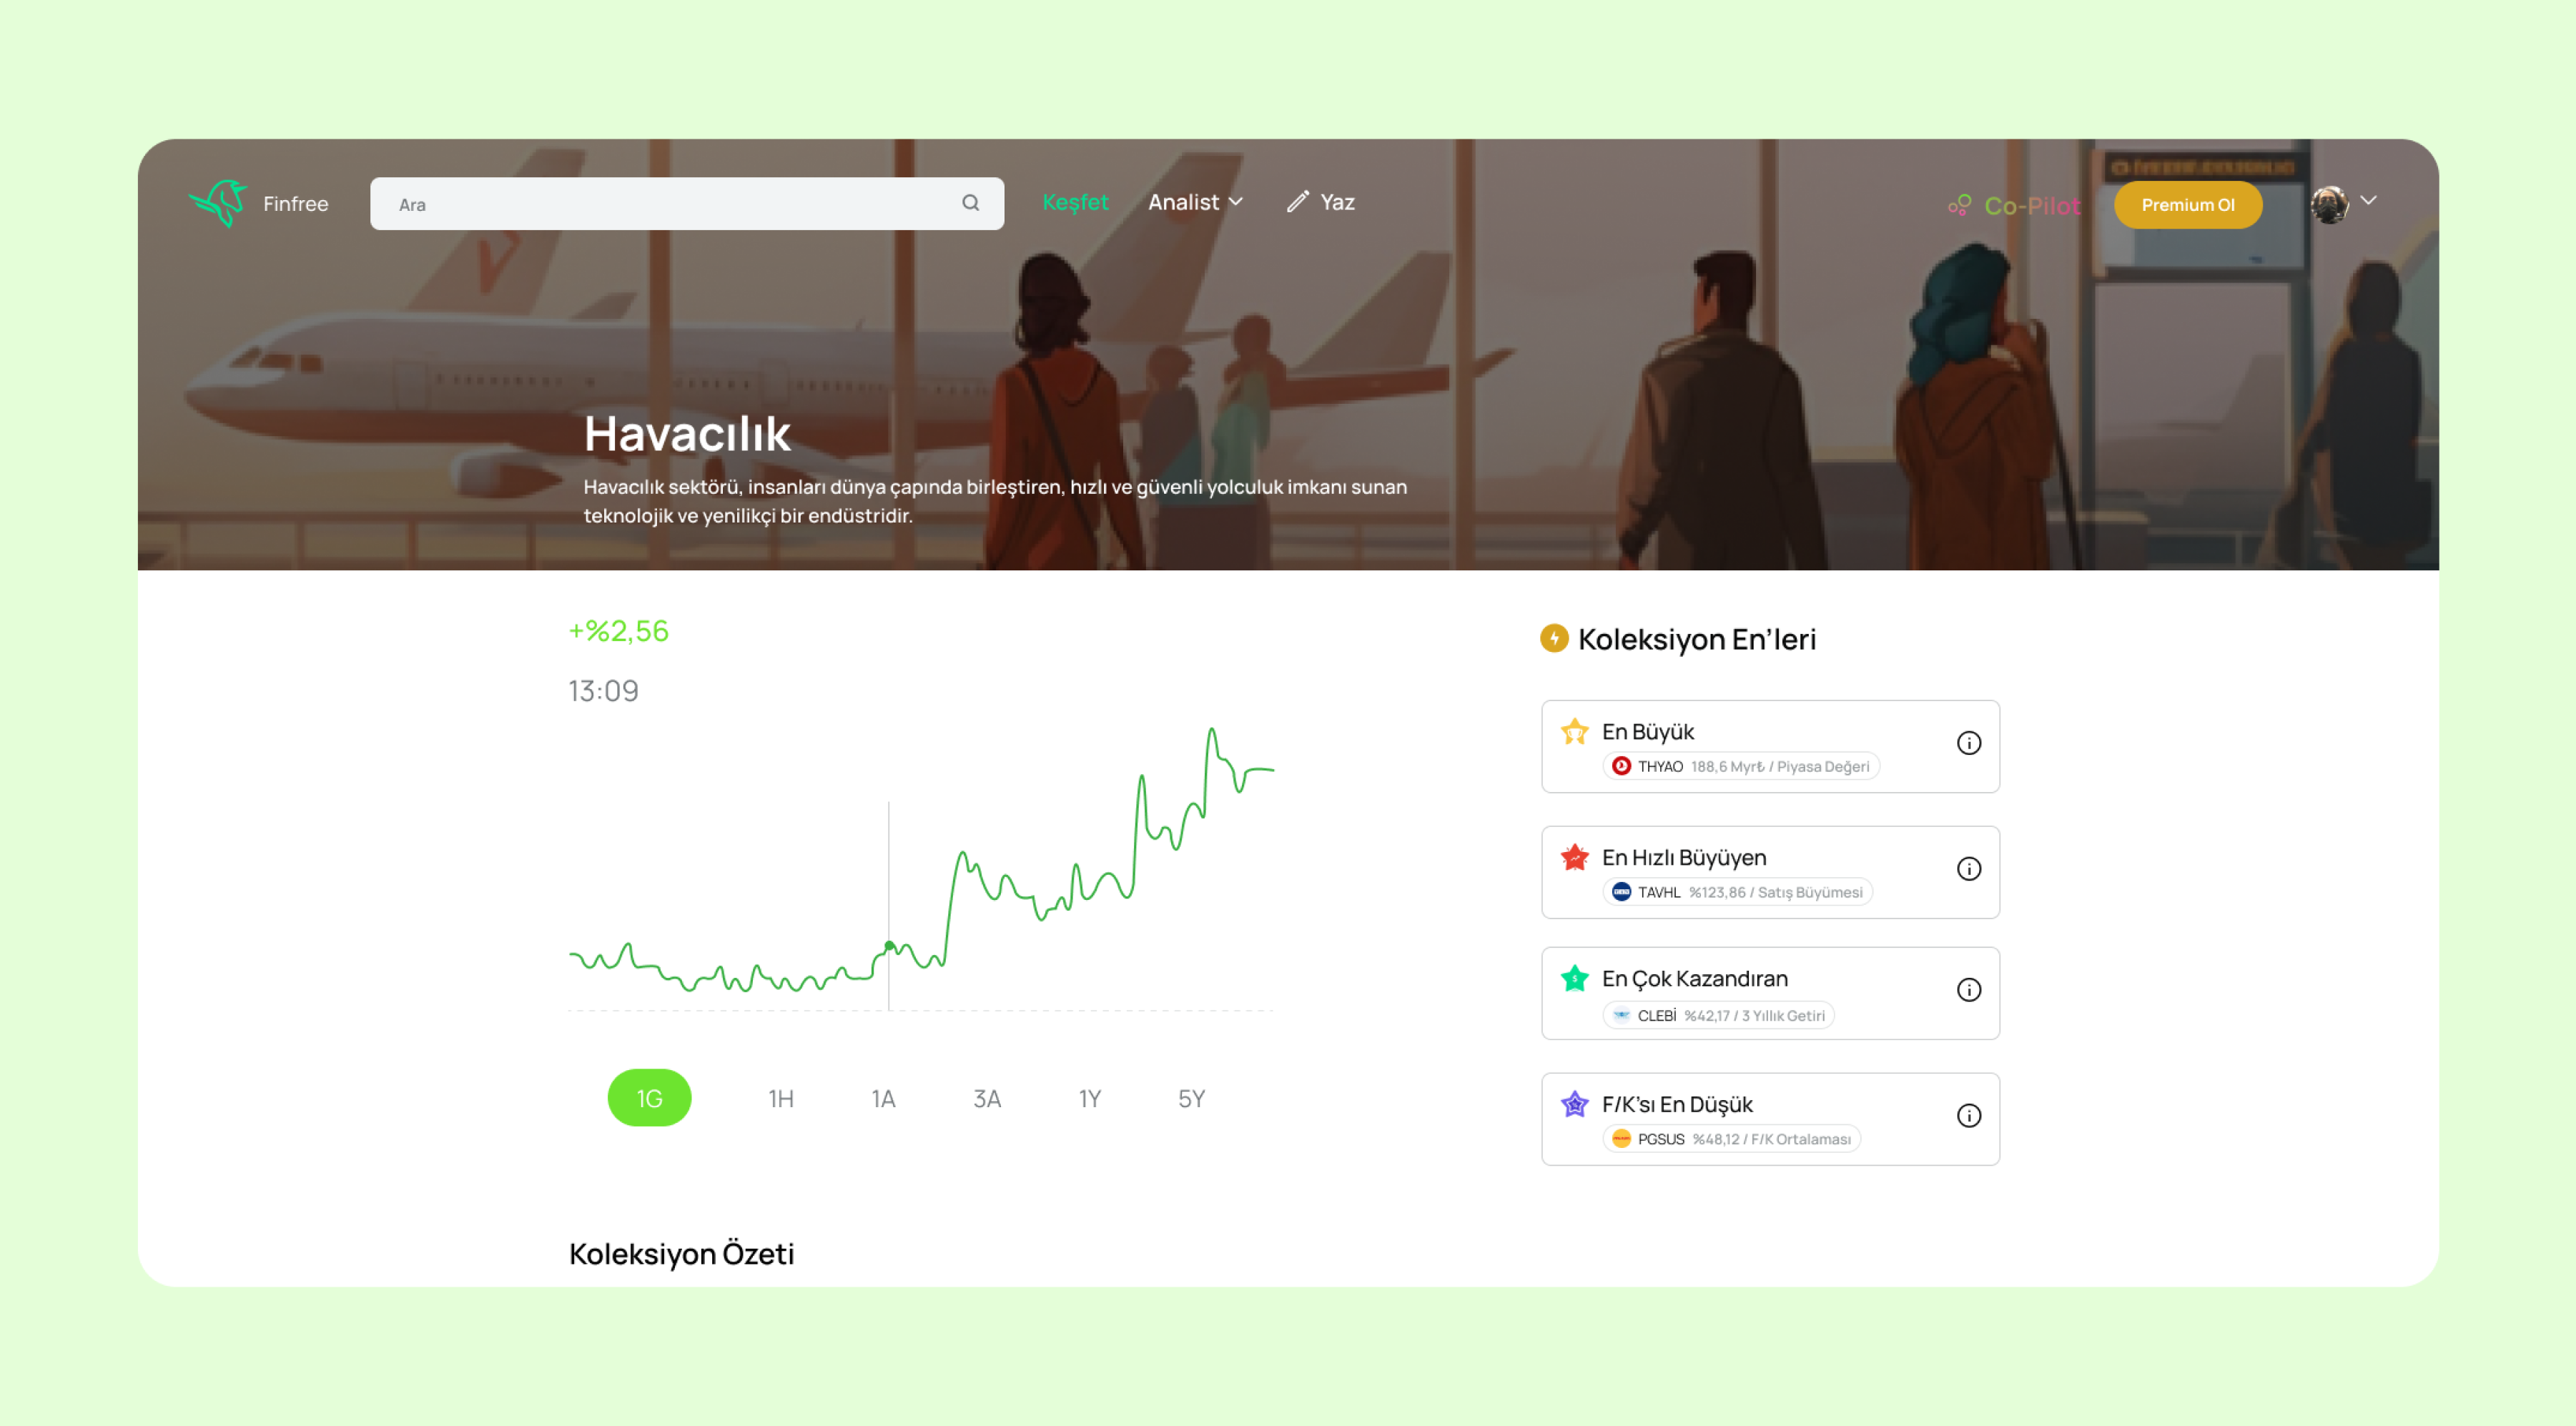 Finfree
Ara
Keşfet
Analist
Yaz
Co-Pilot
Premium Ol
Havacılık
Havacılık sektörü, insanları dünya çapında birleştiren, hızlı ve güvenli yolculuk imkanı sunan
teknolojik ve yenilikçi bir endüstridir.
+%2,56
13:09
1G
1H
1A
3A
1Y
5Y
Koleksiyon Özeti
Koleksiyon En’leri
En Büyük
THYAO 188,6 Myr₺ / Piyasa Değeri
En Hızlı Büyüyen
TAVHL %123,86 / Satış Büyümesi
En Çok Kazandıran
CLEBİ %42,17 / 3 Yıllık Getiri
F/K’sı En Düşük
PGSUS %48,12 / F/K Ortalaması